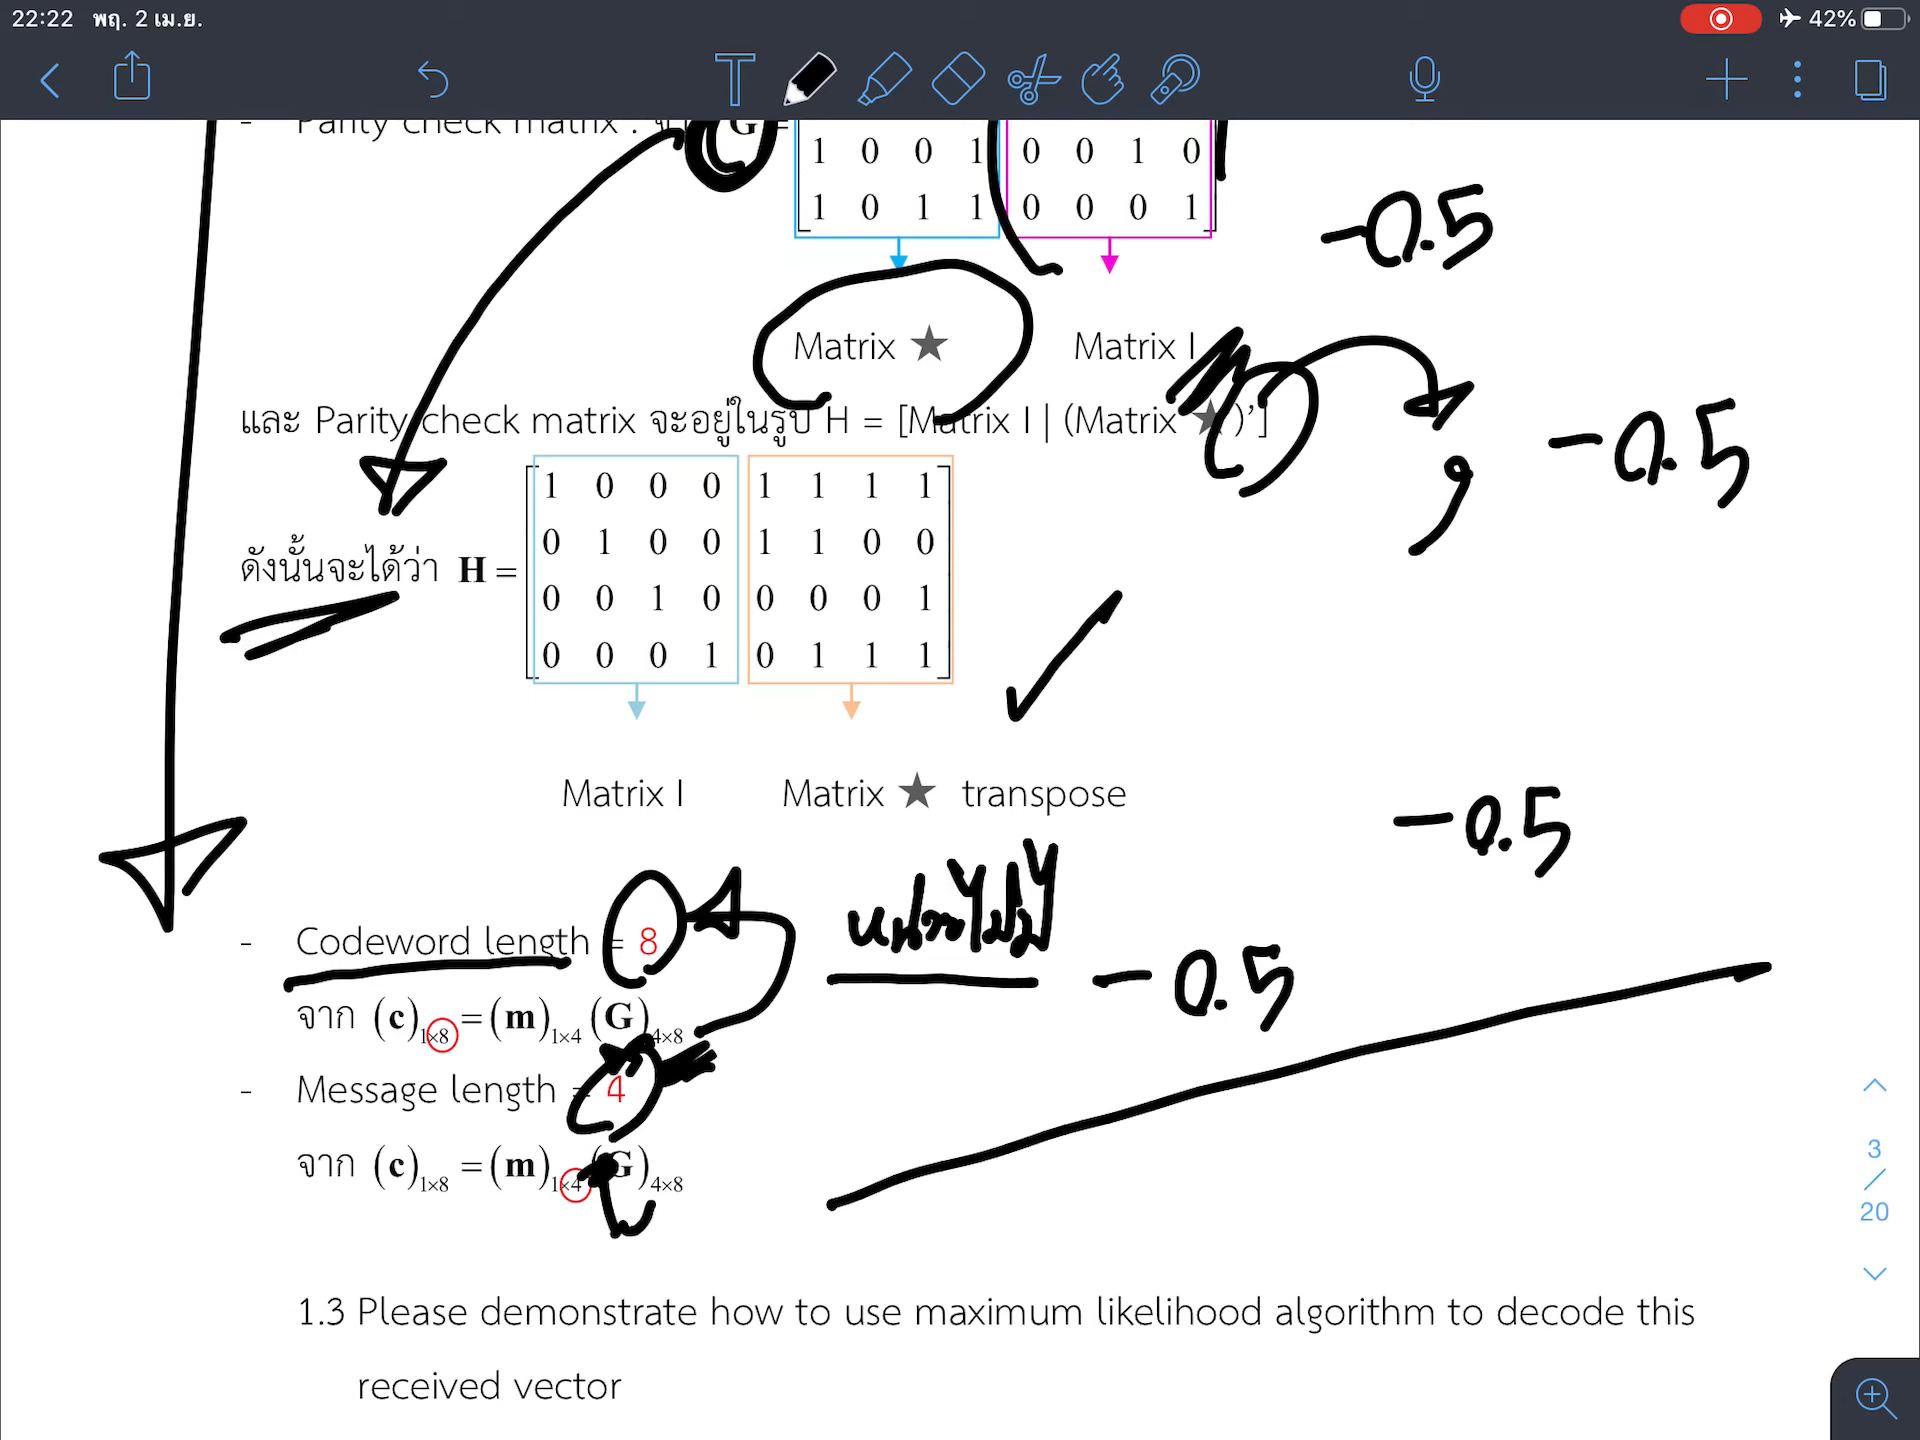 22:22 พฤ. 2 เม.ย.
42%
- Parity check matrix : G =
1 0 0 1 0 0 1 0
1 0 1 1 0 0 0 1
-0.5
Matrix ★ Matrix I
และ Parity check matrix จะอยู่ในรูป H = [Matrix I | (Matrix ★)']
-0.5
1 0 0 0 1 1 1 1
0 1 0 0 1 1 0 0
ดังนั้นจะได้ว่า H =
0 0 1 0 0 0 0 1
0 0 0 1 0 1 1 1
Matrix I Matrix ★ transpose
-0.5
- Codeword length = 8
-0.5
จาก (c)1×8 = (m)1×4 (G)4×8
- Message length = 4
จาก (c)1×8 = (m)1×4 (G)4×8
3
/
20
1.3 Please demonstrate how to use maximum likelihood algorithm to decode this
received vector